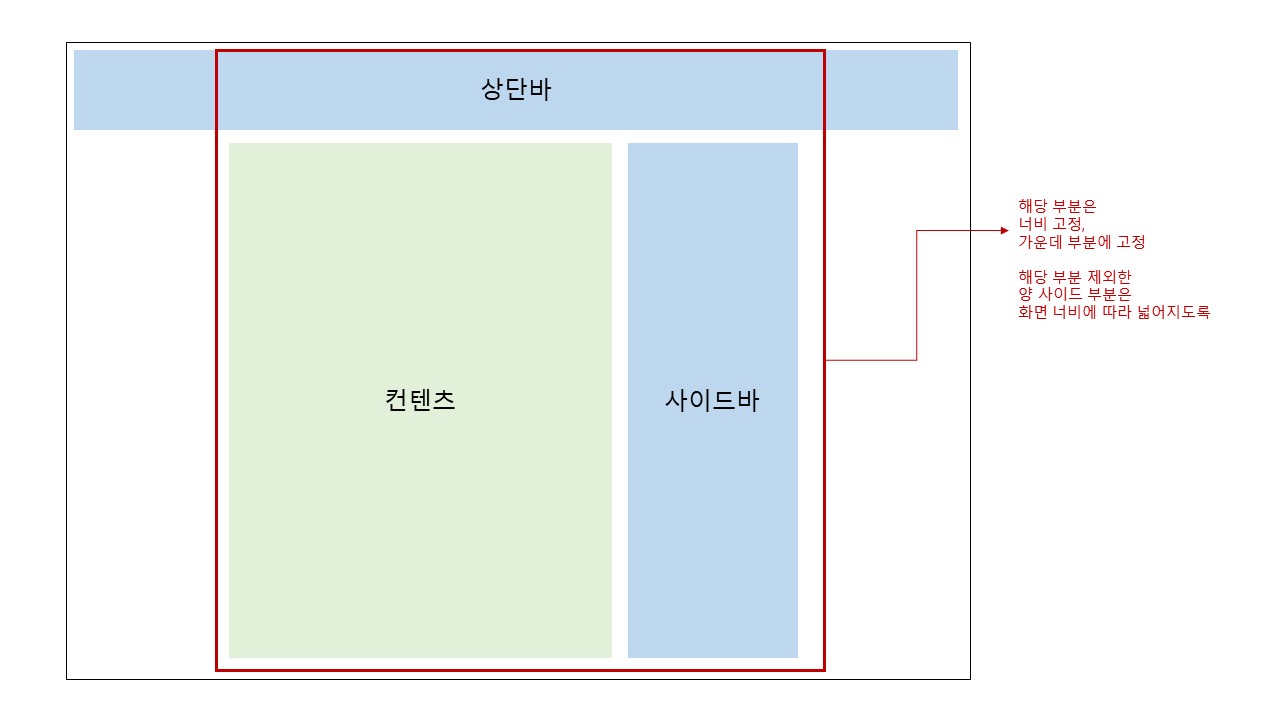 상단바
컨텐츠
사이드바
해당 부분은
너비 고정,
가운데 부분에 고정
해당 부분 제외한
양 사이드 부분은
화면 너비에 따라 넓어지도록